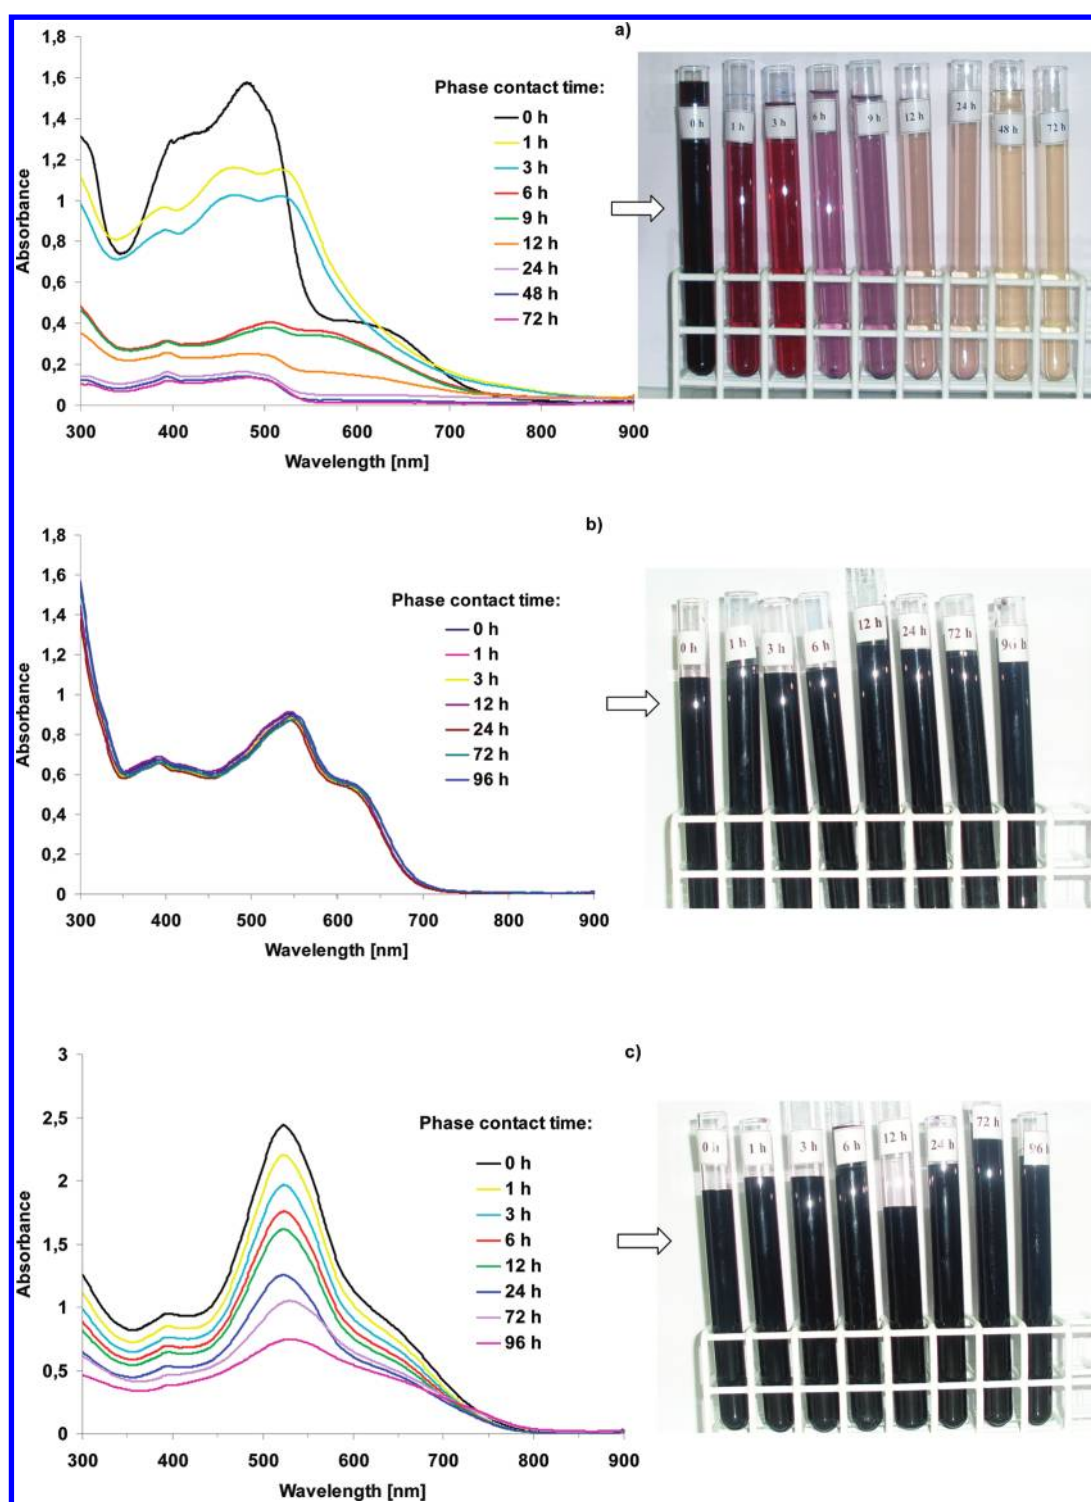 a)
1,8
1,6
1,4
1,2
1
0,8
0,6
0,4
0,2
0
Absorbance
300 400 500 600 700 800 900
Wavelength [nm]
Phase contact time:
0 h
1 h
3 h
6 h
9 h
12 h
24 h
48 h
72 h
0 h 1 h 3 h 6 h 9 h 12 h 24 h 48 h 72 h
b)
1,8
1,6
1,4
1,2
1
0,8
0,6
0,4
0,2
0
Absorbance
300 400 500 600 700 800 900
Wavelength [nm]
Phase contact time:
0 h
1 h
3 h
12 h
24 h
72 h
96 h
0 h 1 h 3 h 6 h 12 h 24 h 72 h 96 h
c)
3
2,5
2
1,5
1
0,5
0
Absorbance
300 400 500 600 700 800 900
Wavelength [nm]
Phase contact time:
0 h
1 h
3 h
6 h
12 h
24 h
72 h
96 h
0 h 1 h 3 h 6 h 12 h 24 h 72 h 96 h